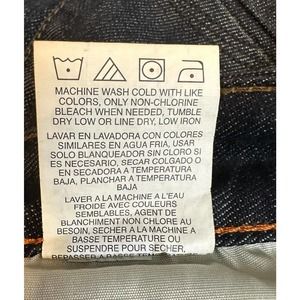 MACHINE WASH COLD WITH LIKE
COLORS, ONLY NON-CHLORINE
BLEACH WHEN NEEDED, TUMBLE
DRY LOW OR LINE DRY, LOW IRON
LAVAR EN LAVADORA CON COLORES
SIMILARES EN AGUA FRIA, USAR
SOLO BLANQUEADOR SIN CLORO SI
ES NECESARIO, SECAR COLGADO O
EN SECADORA A TEMPERATURA
BAJA, PLANCHAR A TEMPERATURA
BAJA
LAVER A LA MACHINE A L'EAU
FROIDE AVEC COULEURS
SEMBLABLES, AGENT DE
BLANCHIMENT NON CHLORE AU
BESOIN, SECHER A LA MACHINE A
BASSE TEMPERATURE OU
SUSPENDRE POUR SECHER,
REPASSER A BASSE TEMPERATURE